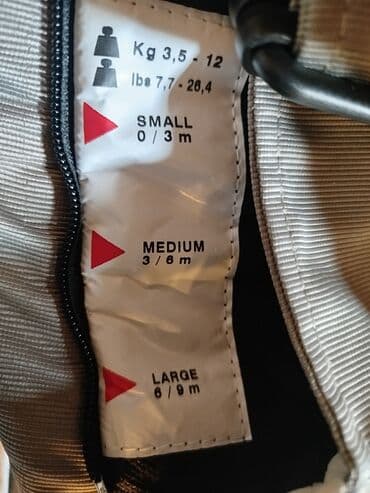 Kg 3,5 - 12
lbs 7,7 - 26,4
SMALL
0 / 3 m
MEDIUM
3 / 6 m
LARGE
6 / 9 m